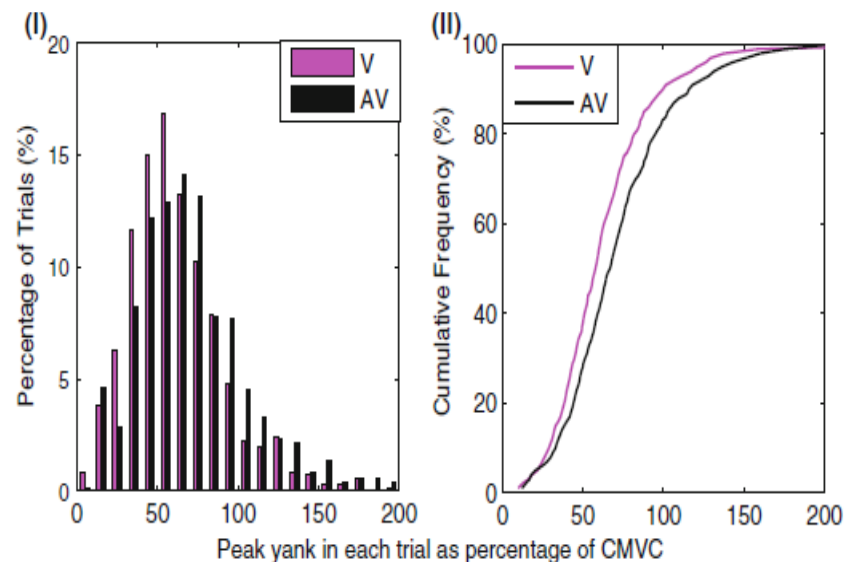 (I)
20
15
10
5
0
0 50 100 150 200
Percentage of Trials (%)
V
AV
(II)
100
80
60
40
20
0
0 50 100 150 200
Cumulative Frequency (%)
V
AV
Peak yank in each trial as percentage of CMVC